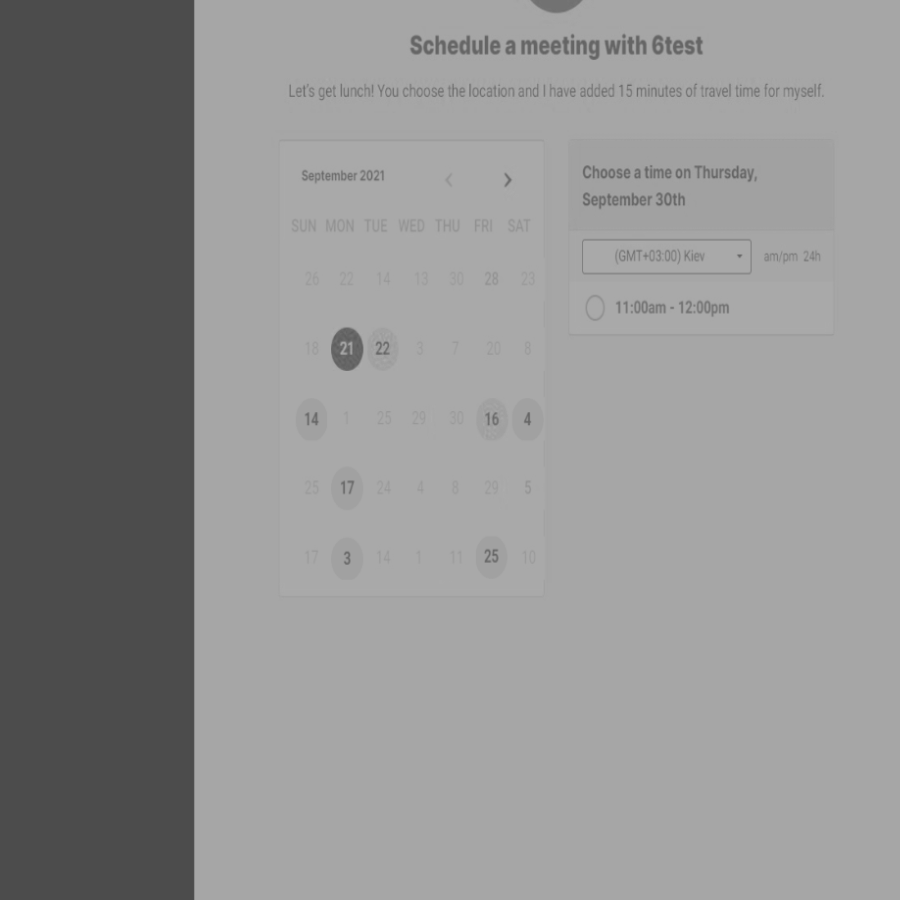 Schedule a meeting with 6test
Let's get lunch! You choose the location and I have added 15 minutes of travel time for myself.
September 2021
SUN MON TUE WED THU FRI SAT
26 22 14 13 30 28 23
18 21 22 3 7 20 8
14 1 25 29 30 16 4
25 17 24 4 8 29 5
17 3 14 1 11 25 10
Choose a time on Thursday,
September 30th
(GMT+03:00) Kiev am/pm 24h
11:00am - 12:00pm